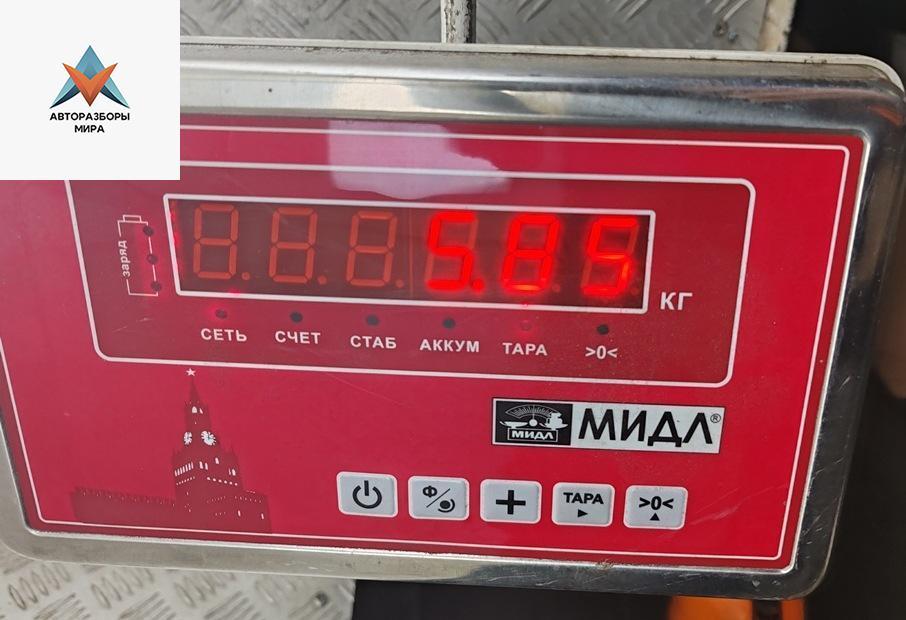 АВТОРАЗБОРЫ
МИРА
заряд
5.85
КГ
СЕТЬ СЧЕТ СТАБ АККУМ ТАРА >0<
МИДЛ МИДЛ®
Ф/ + ТАРА >0<